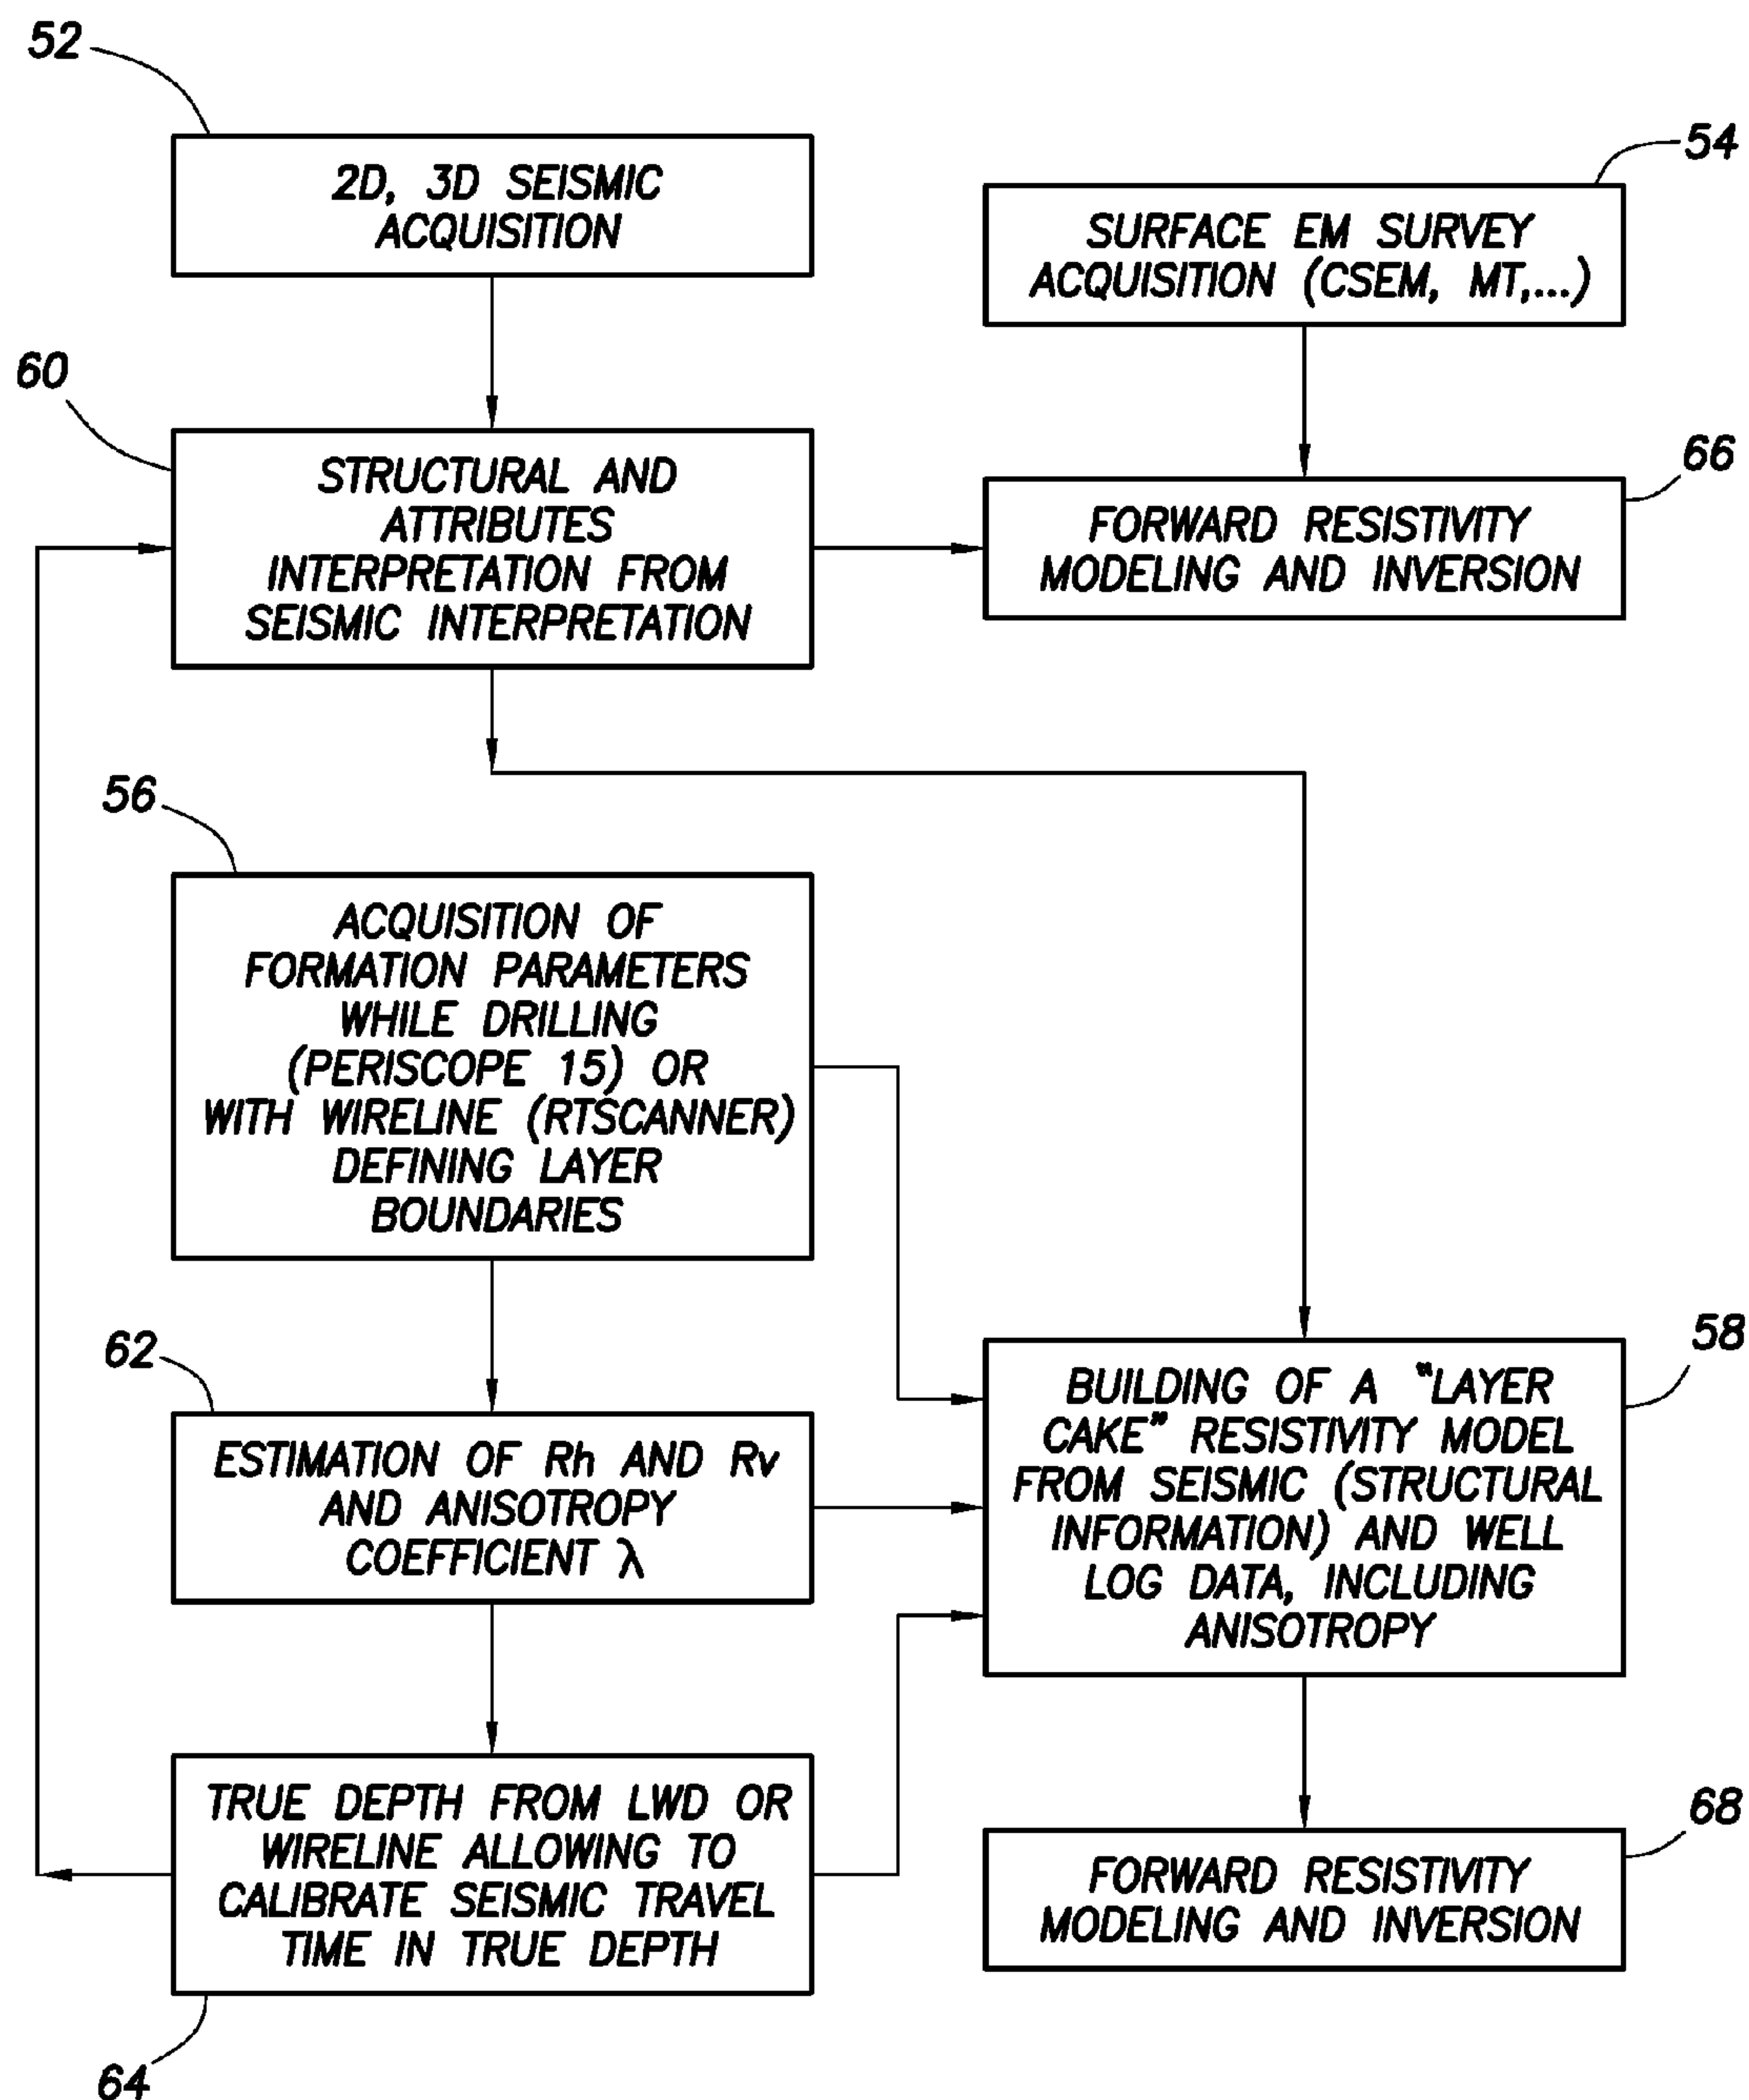 52
2D, 3D SEISMIC
ACQUISITION
54
SURFACE EM SURVEY
ACQUISITION (CSEM, MT,...)
60
STRUCTURAL AND
ATTRIBUTES
INTERPRETATION FROM
SEISMIC INTERPRETATION
66
FORWARD RESISTIVITY
MODELING AND INVERSION
56
ACQUISITION OF
FORMATION PARAMETERS
WHILE DRILLING
(PERISCOPE 15) OR
WITH WIRELINE (RTSCANNER)
DEFINING LAYER
BOUNDARIES
62
ESTIMATION OF Rh AND Rv
AND ANISOTROPY
COEFFICIENT λ
58
BUILDING OF A "LAYER
CAKE" RESISTIVITY MODEL
FROM SEISMIC (STRUCTURAL
INFORMATION) AND WELL
LOG DATA, INCLUDING
ANISOTROPY
TRUE DEPTH FROM LWD OR
WIRELINE ALLOWING TO
CALIBRATE SEISMIC TRAVEL
TIME IN TRUE DEPTH
64
68
FORWARD RESISTIVITY
MODELING AND INVERSION